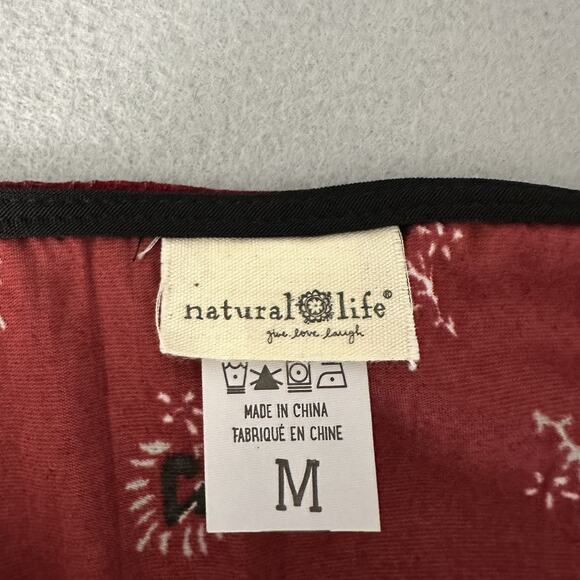 natural life®
give love laugh
MADE IN CHINA
FABRIQUÉ EN CHINE
M